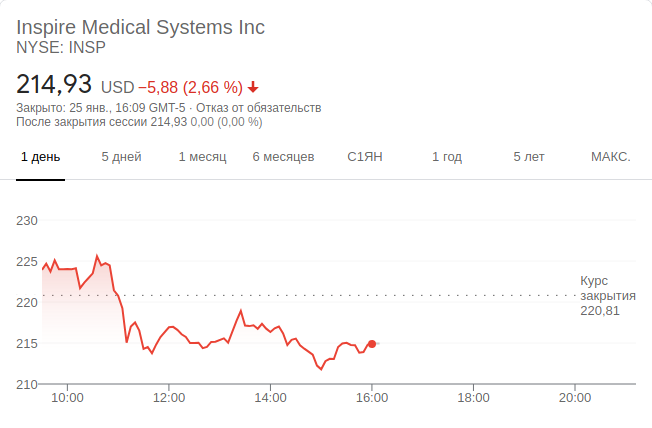 Inspire Medical Systems Inc
NYSE: INSP
214,93 USD −5,88 (2,66 %)
Закрыто: 25 янв., 16:09 GMT-5 · Отказ от обязательств
После закрытия сессии 214,93 0,00 (0,00 %)
1 день 5 дней 1 месяц 6 месяцев С1ЯН 1 год 5 лет МАКС.
230
225
Курс
закрытия
220,81
220
215
210
10:00 12:00 14:00 16:00 18:00 20:00